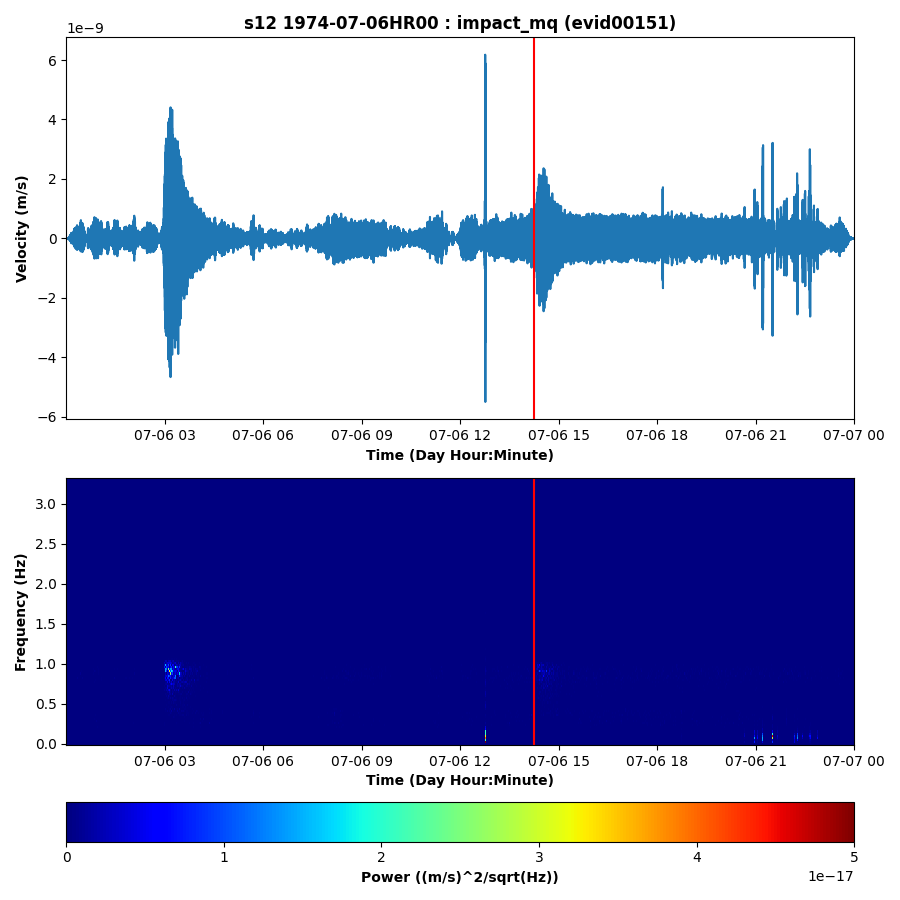 s12 1974-07-06HR00 : impact_mq (evid00151)
1e−9
6
4
2
0
−2
−4
−6
Velocity (m/s)
07-06 03 07-06 06 07-06 09 07-06 12 07-06 15 07-06 18 07-06 21 07-07 00
Time (Day Hour:Minute)
3.0
2.5
2.0
1.5
1.0
0.5
0.0
Frequency (Hz)
07-06 03 07-06 06 07-06 09 07-06 12 07-06 15 07-06 18 07-06 21 07-07 00
Time (Day Hour:Minute)
0 1 2 3 4 5
1e−17
Power ((m/s)^2/sqrt(Hz))